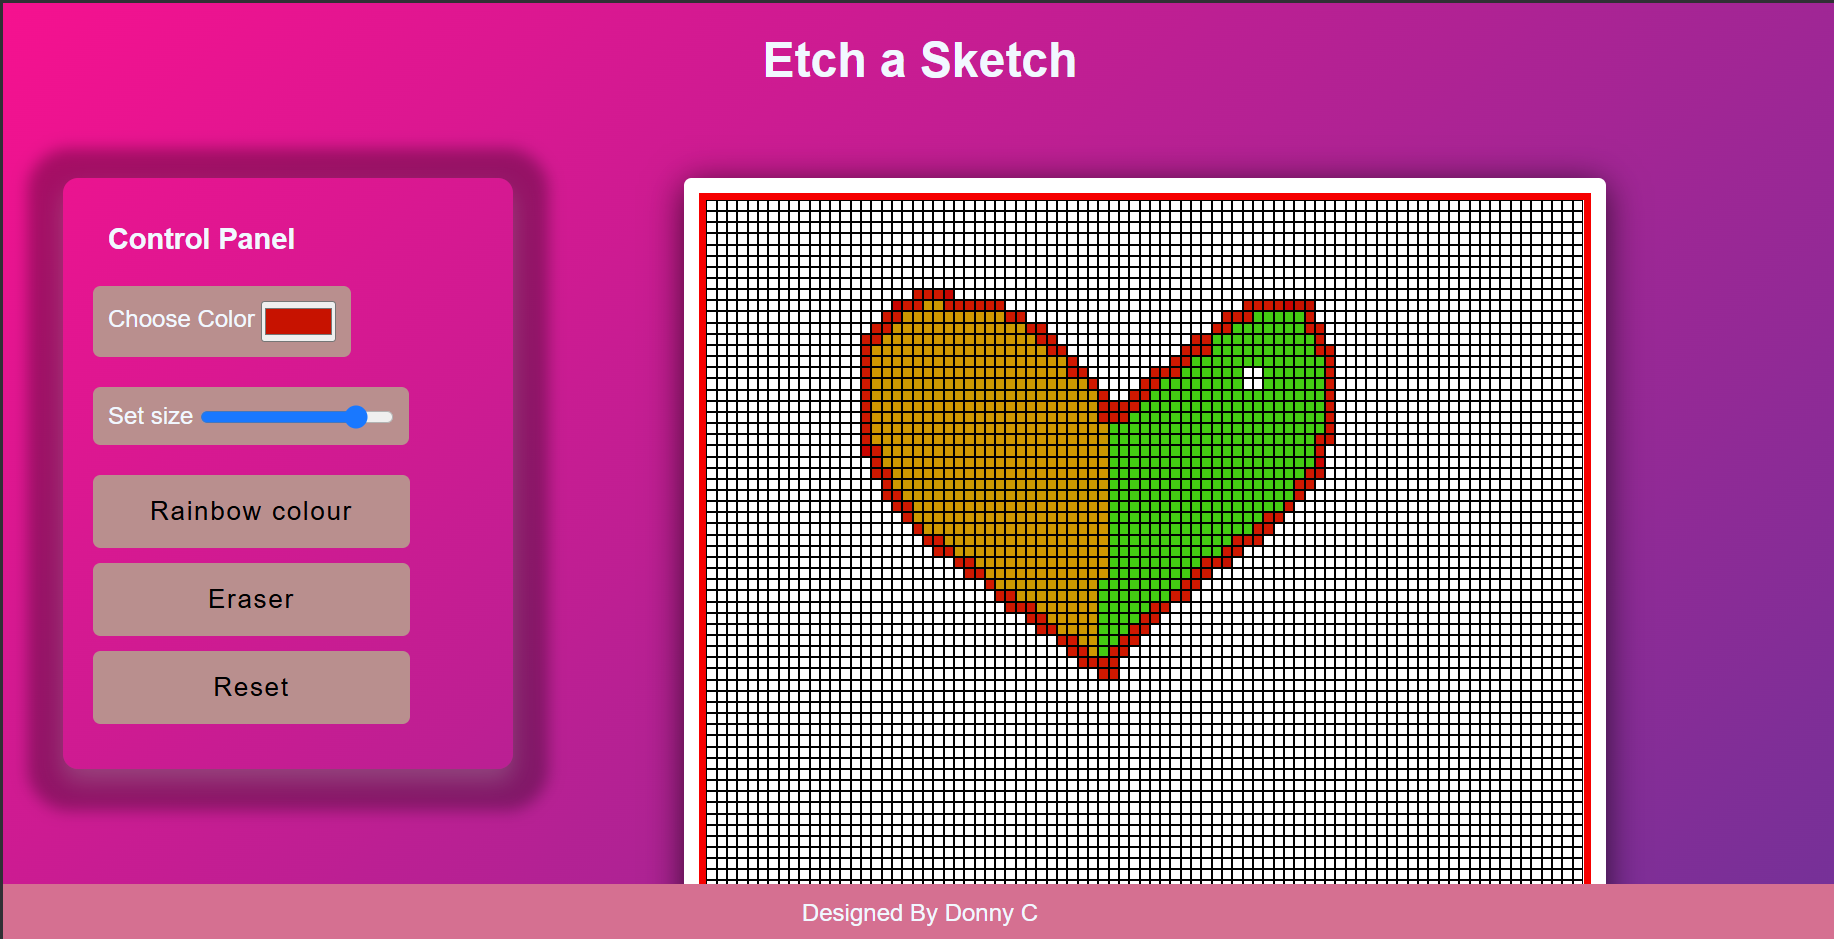 Etch a Sketch
Control Panel
Choose Color
Set size
Rainbow colour
Eraser
Reset
Designed By Donny C